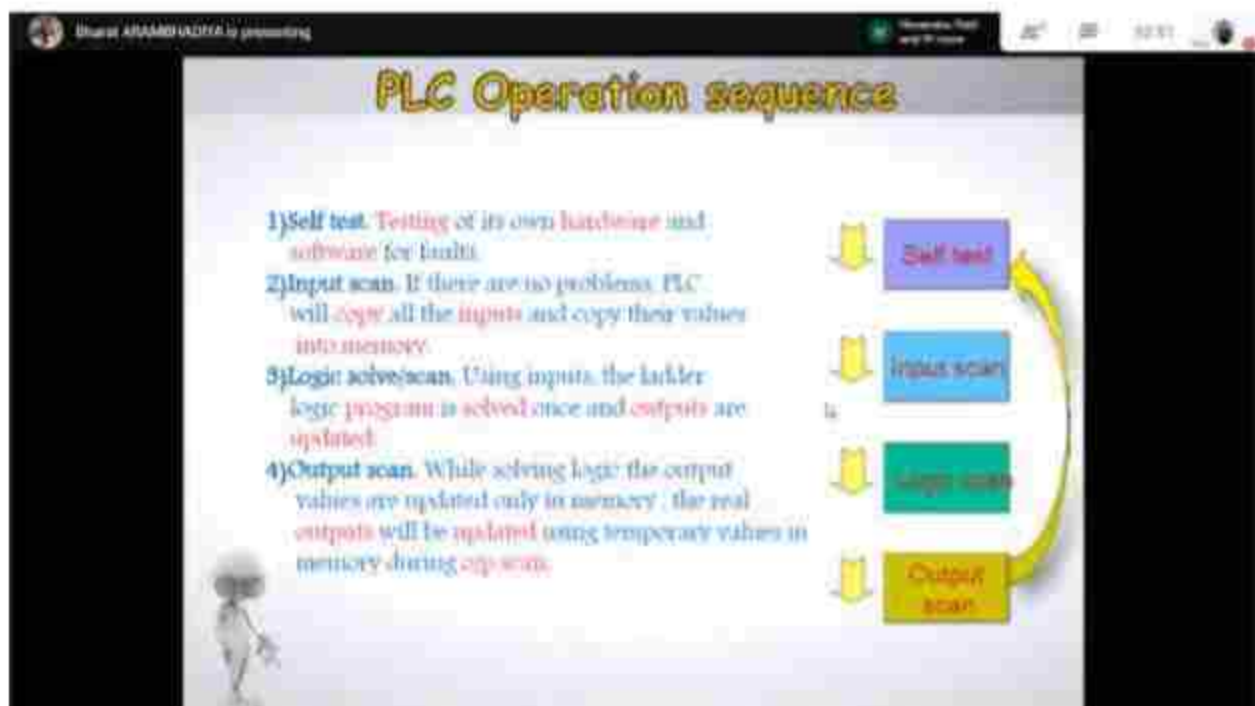 Bharat ARAMBHADIYA is presenting
and 19 more
PLC Operation sequence
1)Self test. Testing of its own hardware and
software for faults.
2)Input scan. If there are no problems, PLC
will copy all the inputs and copy their values
into memory.
3)Logic solve/scan. Using inputs, the ladder
logic program is solved once and outputs are
updated.
4)Output scan. While solving logic the output
values are updated only in memory , the real
outputs will be updated using temporary values in
memory during o/p scan.
Self test
Input scan
Logic scan
Output
scan